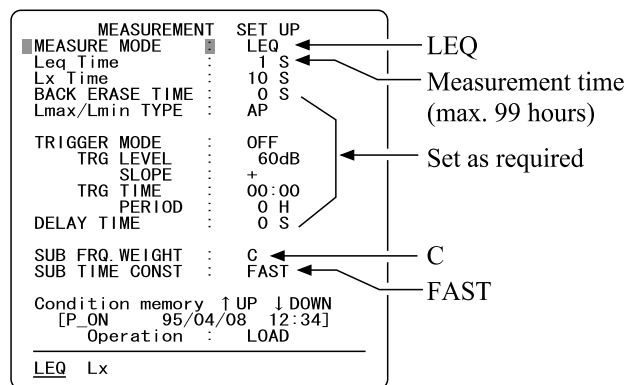 MEASUREMENT SET UP
MEASURE MODE : LEQ
Leq Time : 1 S
Lx Time : 10 S
BACK ERASE TIME : 0 S
Lmax/Lmin TYPE : AP
TRIGGER MODE : OFF
TRG LEVEL : 60dB
SLOPE : +
TRG TIME : 00:00
PERIOD : 0 H
DELAY TIME : 0 S
SUB FRQ.WEIGHT : C
SUB TIME CONST : FAST
Condition memory ↑UP ↓DOWN
[P_ON 95/04/08 12:34]
Operation : LOAD
LEQ Lx
LEQ
Measurement time
(max. 99 hours)
Set as required
C
FAST